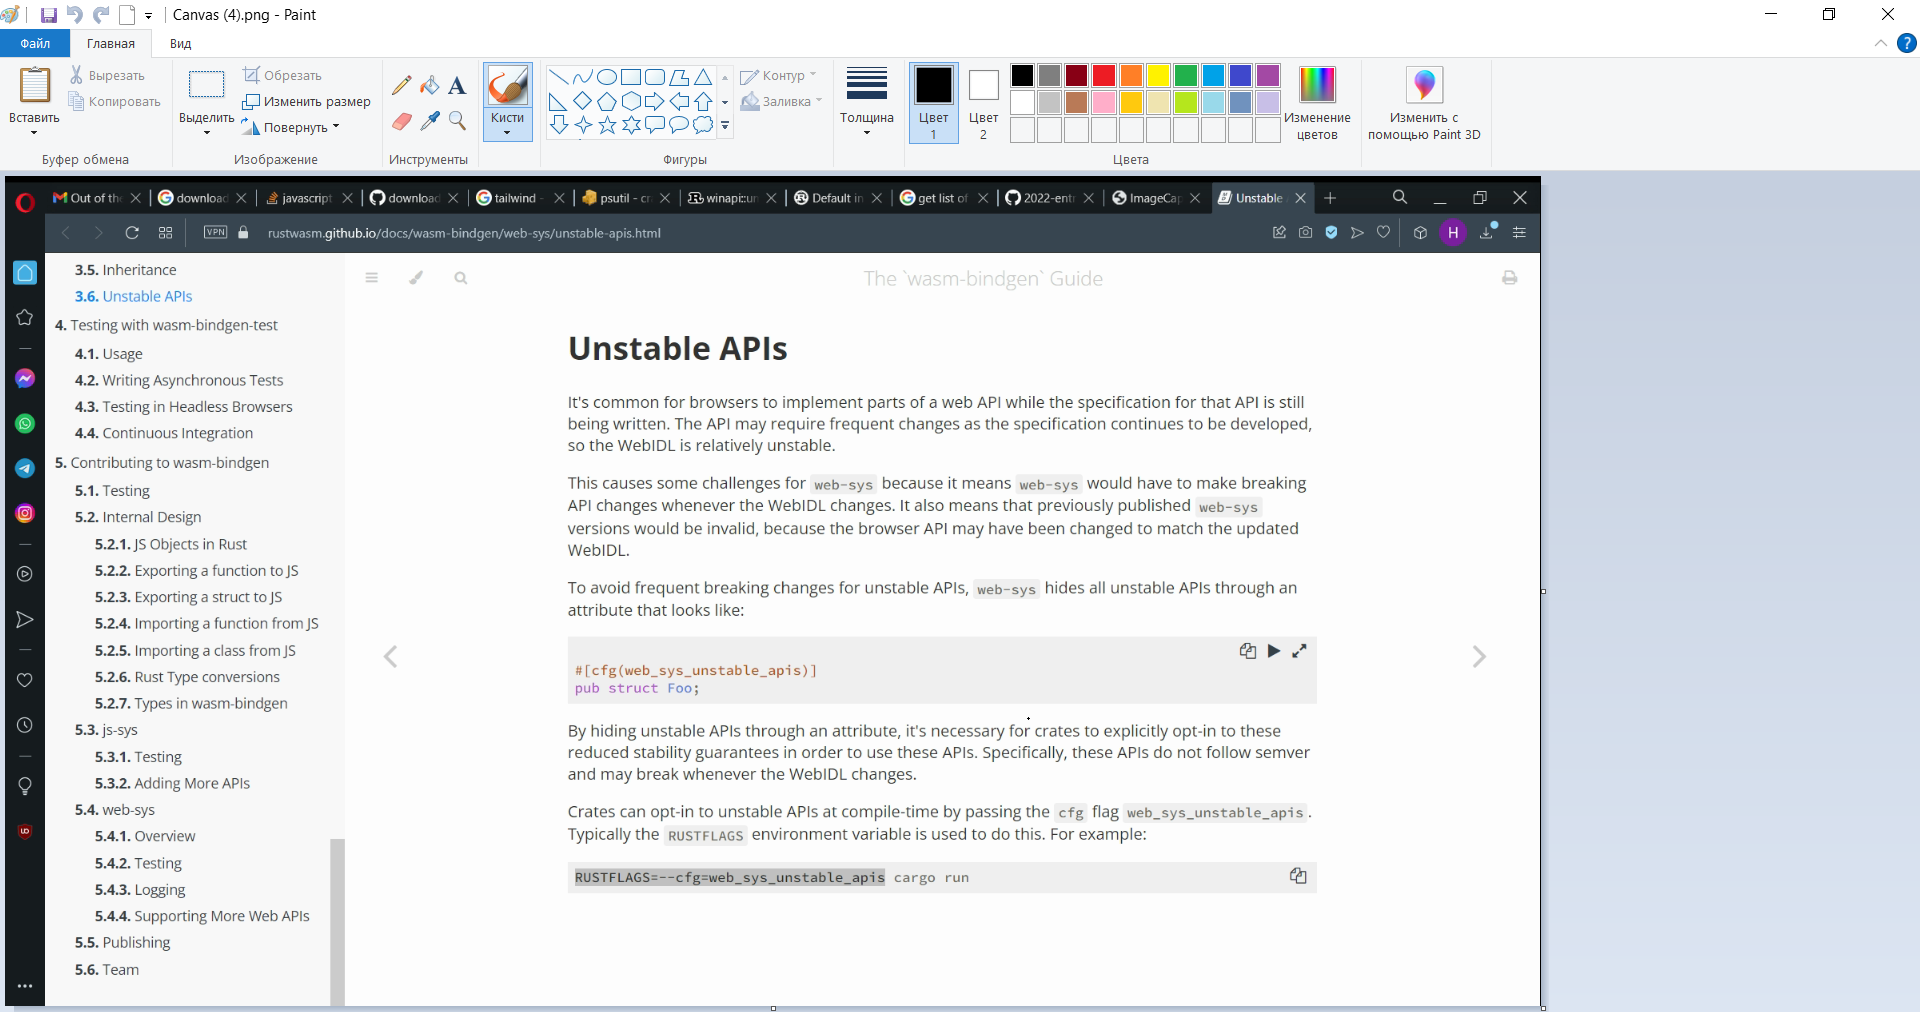 Canvas (4).png - Paint
Файл Главная Вид
Вставить
Вырезать
Копировать
Буфер обмена
Выделить
Обрезать
Изменить размер
Повернуть
Изображение
Инструменты
Кисти
Фигуры
Контур
Заливка
Толщина
Цвет 1
Цвет 2
Цвета
Изменение цветов
Изменить с помощью Paint 3D
Out of the download javascript download tailwind - psutil - cr winapi::un Default in get list of 2022-entr ImageCap Unstable
VPN rustwasm.github.io/docs/wasm-bindgen/web-sys/unstable-apis.html H
3.5. Inheritance
3.6. Unstable APIs
4. Testing with wasm-bindgen-test
4.1. Usage
4.2. Writing Asynchronous Tests
4.3. Testing in Headless Browsers
4.4. Continuous Integration
5. Contributing to wasm-bindgen
5.1. Testing
5.2. Internal Design
5.2.1. JS Objects in Rust
5.2.2. Exporting a function to JS
5.2.3. Exporting a struct to JS
5.2.4. Importing a function from JS
5.2.5. Importing a class from JS
5.2.6. Rust Type conversions
5.2.7. Types in wasm-bindgen
5.3. js-sys
5.3.1. Testing
5.3.2. Adding More APIs
5.4. web-sys
5.4.1. Overview
5.4.2. Testing
5.4.3. Logging
5.4.4. Supporting More Web APIs
5.5. Publishing
5.6. Team
The `wasm-bindgen` Guide
Unstable APIs
It's common for browsers to implement parts of a web API while the specification for that API is still
being written. The API may require frequent changes as the specification continues to be developed,
so the WebIDL is relatively unstable.
This causes some challenges for web-sys because it means web-sys would have to make breaking
API changes whenever the WebIDL changes. It also means that previously published web-sys
versions would be invalid, because the browser API may have been changed to match the updated
WebIDL.
To avoid frequent breaking changes for unstable APIs, web-sys hides all unstable APIs through an
attribute that looks like:
#[cfg(web_sys_unstable_apis)]
pub struct Foo;
By hiding unstable APIs through an attribute, it's necessary for crates to explicitly opt-in to these
reduced stability guarantees in order to use these APIs. Specifically, these APIs do not follow semver
and may break whenever the WebIDL changes.
Crates can opt-in to unstable APIs at compile-time by passing the cfg flag web_sys_unstable_apis.
Typically the RUSTFLAGS environment variable is used to do this. For example:
RUSTFLAGS=--cfg=web_sys_unstable_apis cargo run